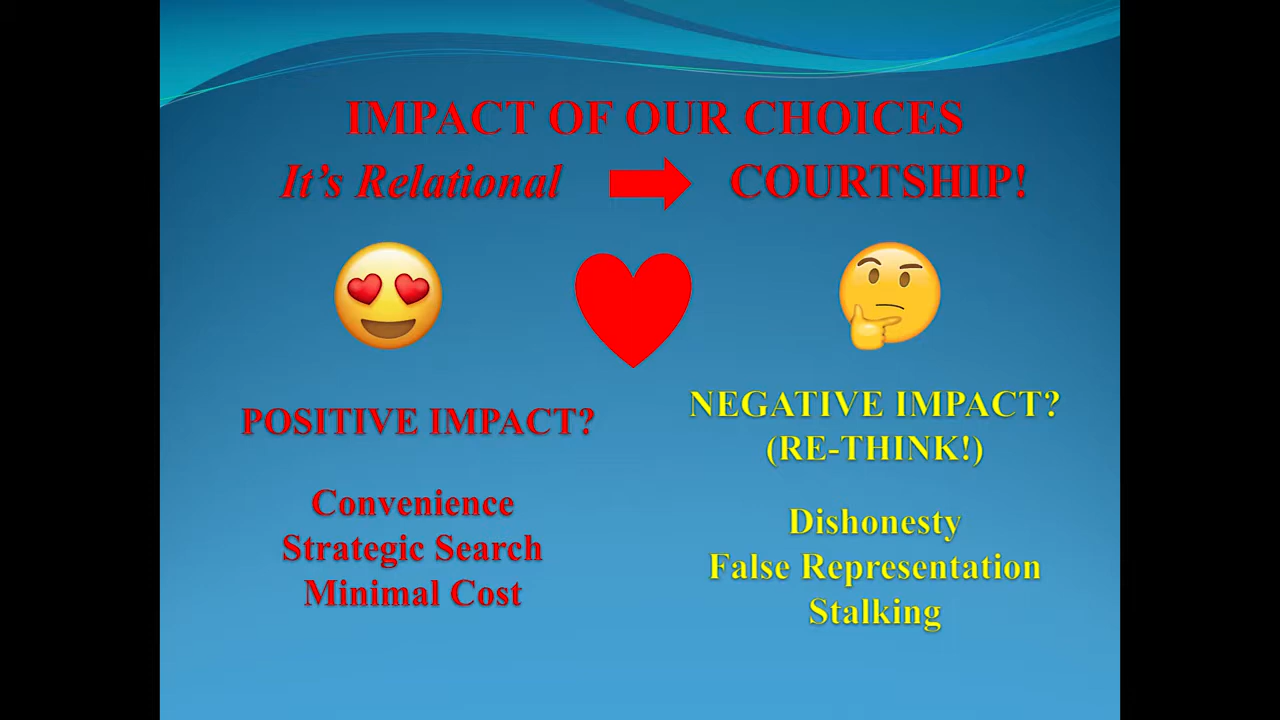 IMPACT OF OUR CHOICES
It's Relational COURTSHIP!
POSITIVE IMPACT?
Convenience
Strategic Search
Minimal Cost
NEGATIVE IMPACT?
(RE-THINK!)
Dishonesty
False Representation
Stalking